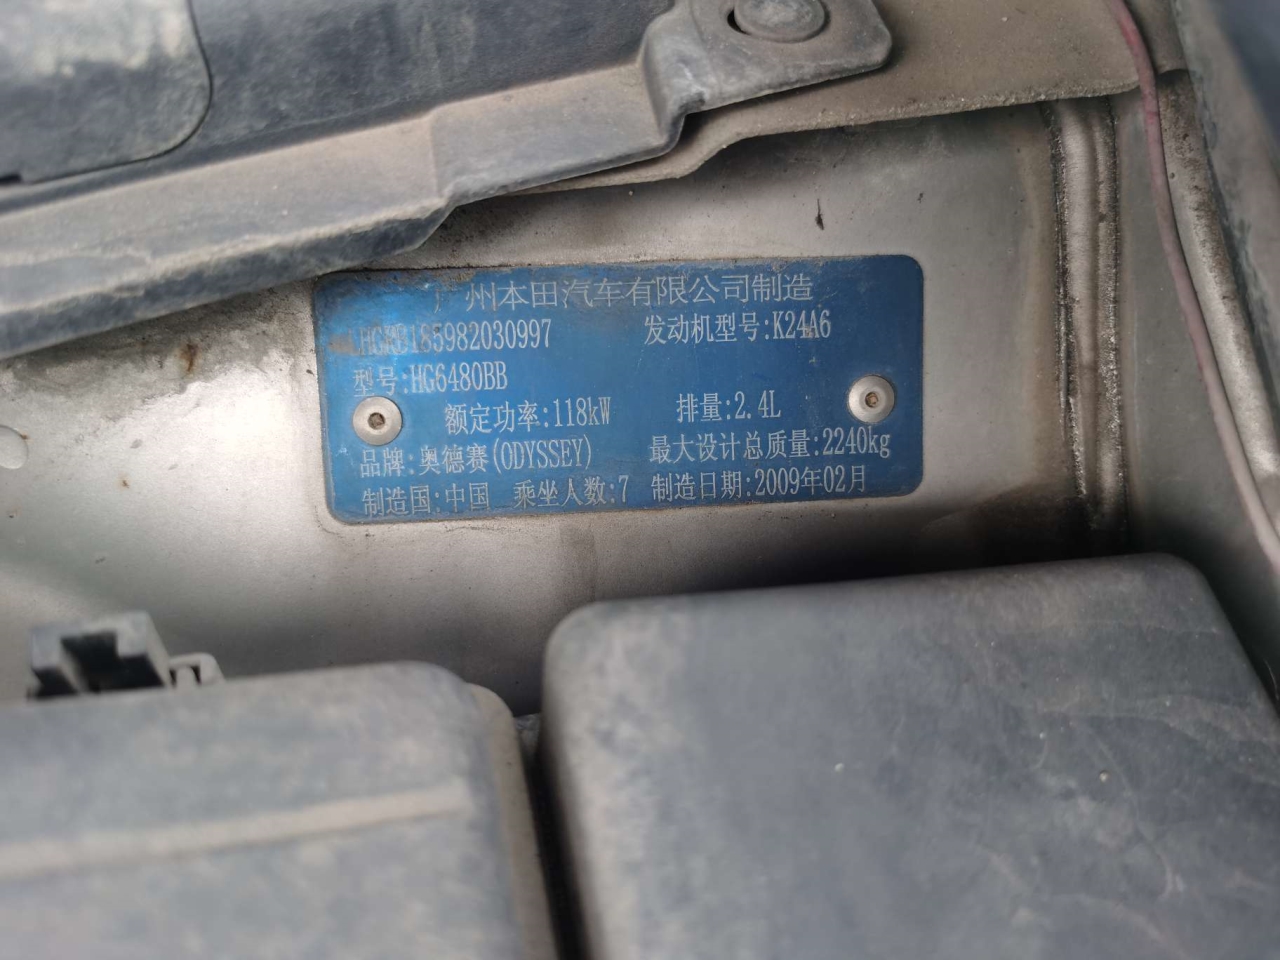 广州本田汽车有限公司制造
185982030997 发动机型号:K24A6
型号:HG6480BB
额定功率:118kW 排量:2.4L
品牌:奥德赛(ODYSSEY) 最大设计总质量:2240kg
制造国:中国 乘坐人数:7 制造日期:2009年02月